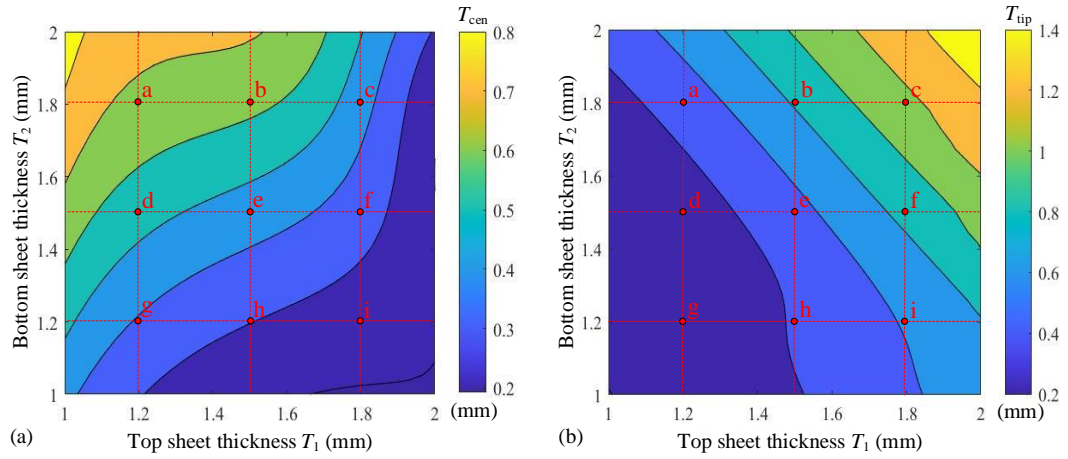 T_cen
2
1.8
1.6
1.4
1.2
1
Bottom sheet thickness T_2 (mm)
a
b
c
d
e
f
g
h
i
0.8
0.7
0.6
0.5
0.4
0.3
0.2
(mm)
1
1.2
1.4
1.6
1.8
2
(a)
Top sheet thickness T_1 (mm)
T_tip
2
1.8
1.6
1.4
1.2
1
Bottom sheet thickness T_2 (mm)
a
b
c
d
e
f
g
h
i
1.4
1.2
1
0.8
0.6
0.4
0.2
(mm)
1
1.2
1.4
1.6
1.8
2
(b)
Top sheet thickness T_1 (mm)